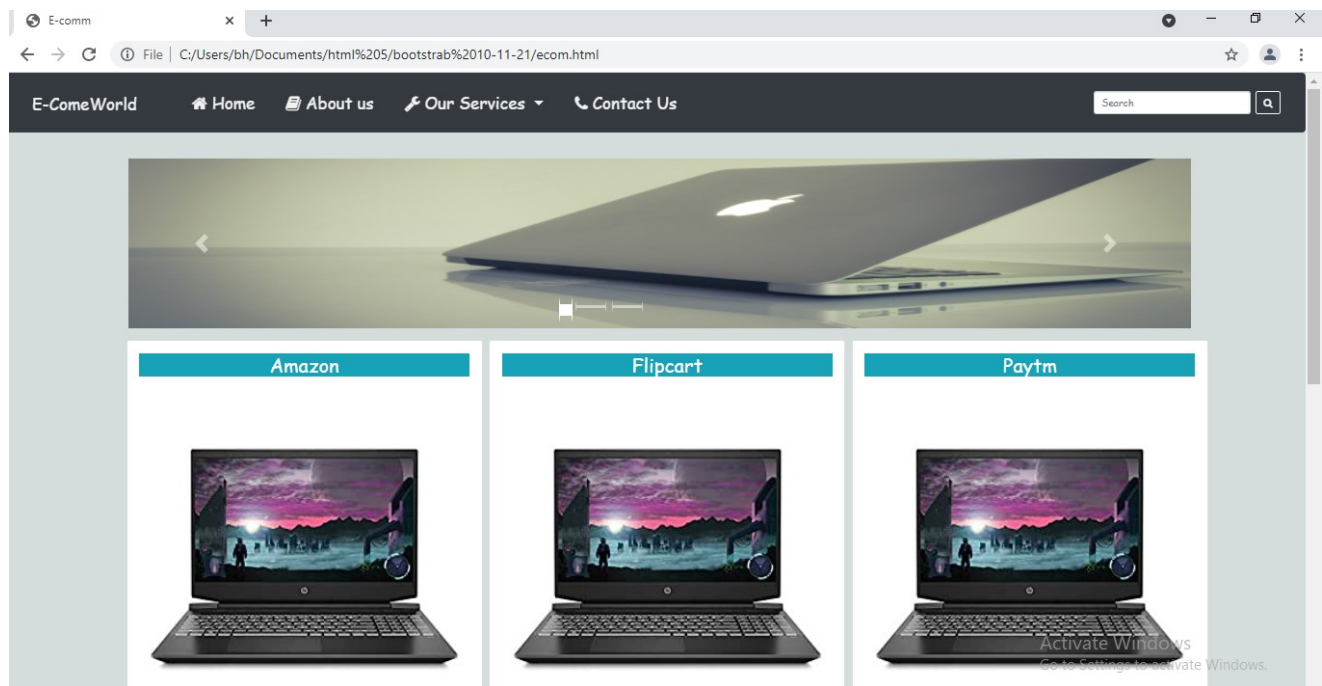 E-comm
File | C:/Users/bh/Documents/html%205/bootstrab%2010-11-21/ecom.html
E-ComeWorld Home About us Our Services Contact Us Search
Amazon Flipcart Paytm
Activate Windows
Go to Settings to activate Windows.